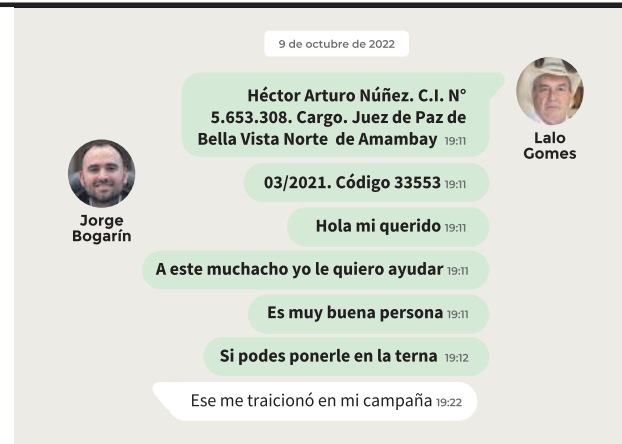 9 de octubre de 2022
Héctor Arturo Núñez. C.I. N°
5.653.308. Cargo. Juez de Paz de
Bella Vista Norte de Amambay 19:11
Lalo
Gomes
Jorge
Bogarín
03/2021. Código 33553 19:11
Hola mi querido 19:11
A este muchacho yo le quiero ayudar 19:11
Es muy buena persona 19:11
Si podes ponerle en la terna 19:12
Ese me traicionó en mi campaña 19:22